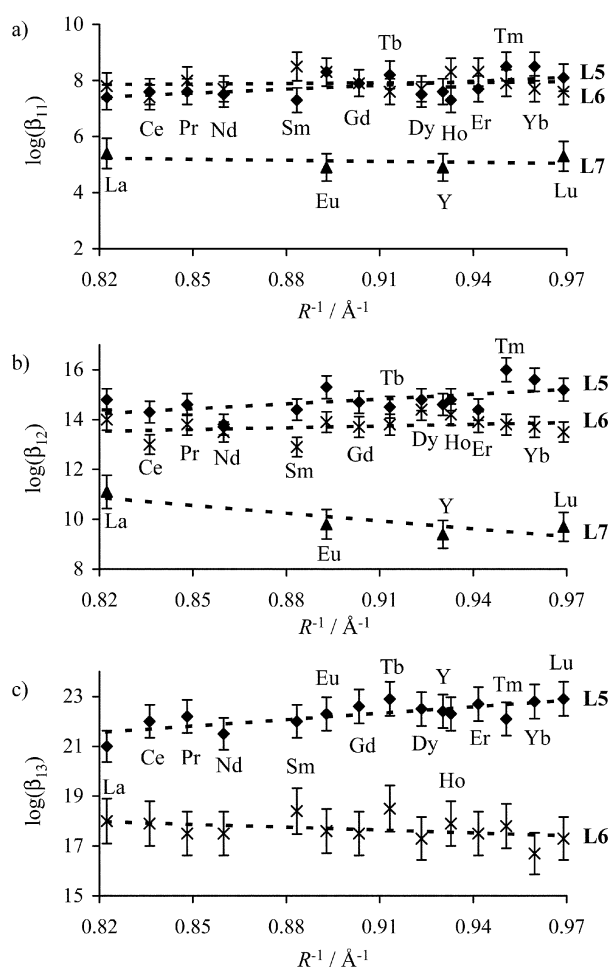 a)
log(β11)
10
8
6
4
2
Tb
Tm
L5
L6
Ce
Pr
Nd
Sm
Gd
Dy
Ho
Er
Yb
L7
La
Eu
Y
Lu
0.82 0.85 0.88 0.91 0.94 0.97
R-1 / Å-1
b)
log(β12)
16
14
12
10
8
Tm
Tb
L5
L6
Ce
Pr
Nd
Sm
Gd
Dy
Ho
Er
Yb
La
Eu
Y
Lu
L7
0.82 0.85 0.88 0.91 0.94 0.97
R-1 / Å-1
c)
log(β13)
24
21
18
15
Eu
Tb
Y
Lu
L5
La
Ce
Pr
Nd
Sm
Gd
Dy
Er
Tm
Yb
Ho
L6
0.82 0.85 0.88 0.91 0.94 0.97
R-1 / Å-1